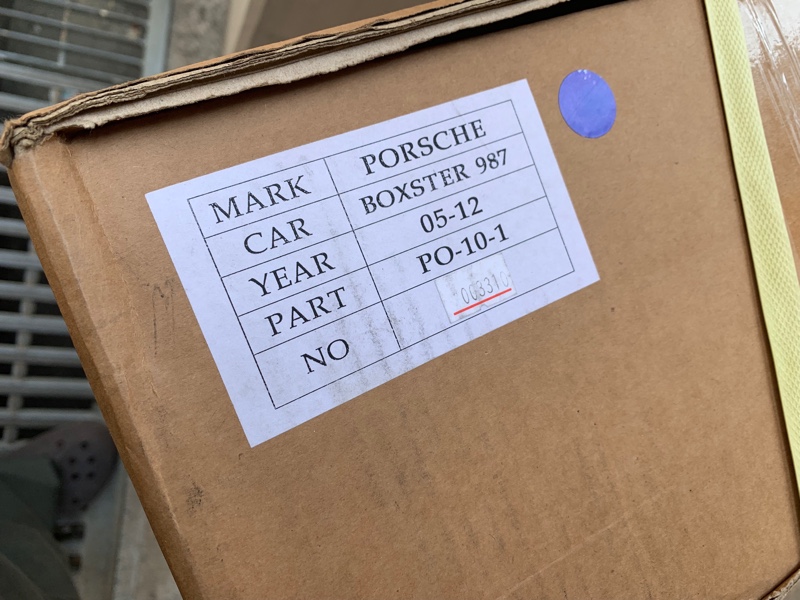 MARK PORSCHE
CAR BOXSTER 987
YEAR 05-12
PART PO-10-1
NO 003310